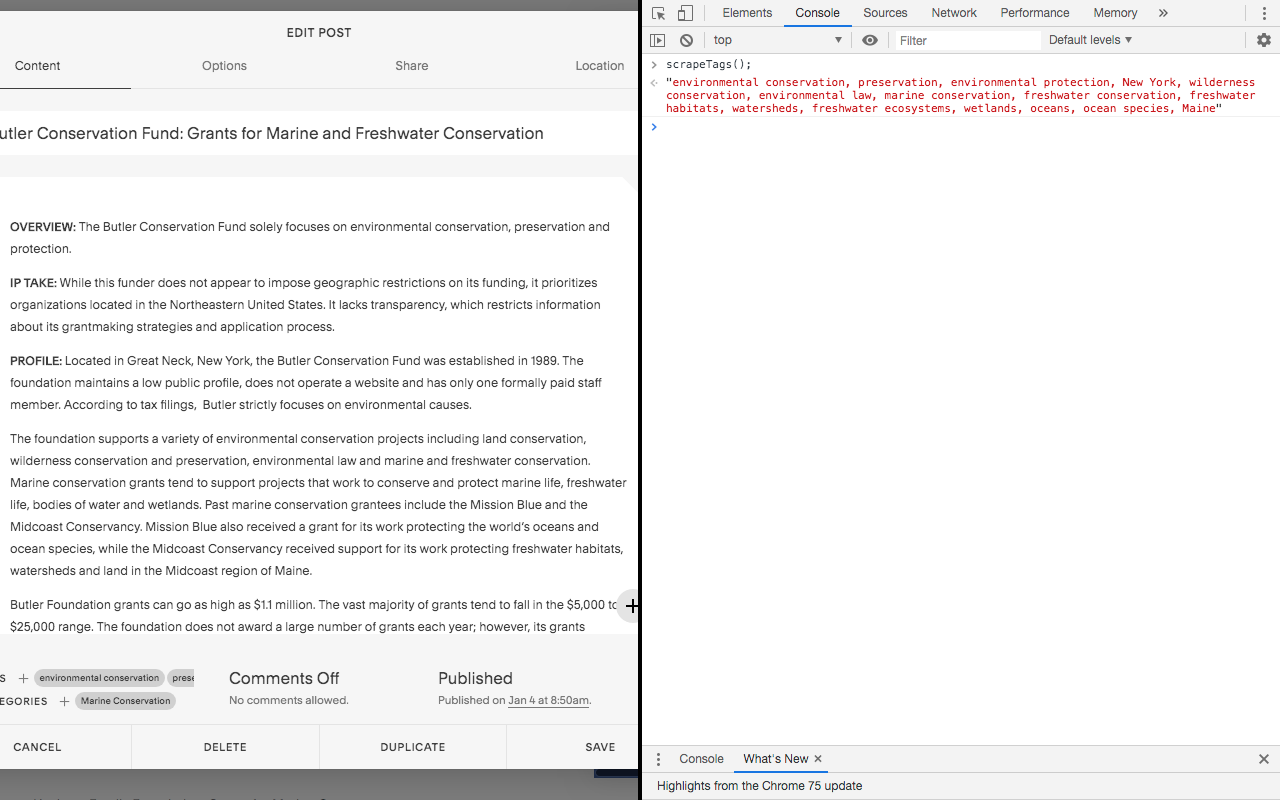 EDIT POST
Content Options Share Location
utler Conservation Fund: Grants for Marine and Freshwater Conservation
OVERVIEW: The Butler Conservation Fund solely focuses on environmental conservation, preservation and
protection.
IP TAKE: While this funder does not appear to impose geographic restrictions on its funding, it prioritizes
organizations located in the Northeastern United States. It lacks transparency, which restricts information
about its grantmaking strategies and application process.
PROFILE: Located in Great Neck, New York, the Butler Conservation Fund was established in 1989. The
foundation maintains a low public profile, does not operate a website and has only one formally paid staff
member. According to tax filings,  Butler strictly focuses on environmental causes.
The foundation supports a variety of environmental conservation projects including land conservation,
wilderness conservation and preservation, environmental law and marine and freshwater conservation.
Marine conservation grants tend to support projects that work to conserve and protect marine life, freshwater
life, bodies of water and wetlands. Past marine conservation grantees include the Mission Blue and the
Midcoast Conservancy. Mission Blue also received a grant for its work protecting the world's oceans and
ocean species, while the Midcoast Conservancy received support for its work protecting freshwater habitats,
watersheds and land in the Midcoast region of Maine.
Butler Foundation grants can go as high as $1.1 million. The vast majority of grants tend to fall in the $5,000 to
$25,000 range. The foundation does not award a large number of grants each year; however, its grants
S + environmental conservation prese
EGORIES + Marine Conservation
Comments Off
No comments allowed.
Published
Published on Jan 4 at 8:50am.
CANCEL DELETE DUPLICATE SAVE
Elements Console Sources Network Performance Memory »
top Filter Default levels ▼
> scrapeTags();
"environmental conservation, preservation, environmental protection, New York, wilderness
conservation, environmental law, marine conservation, freshwater conservation, freshwater
habitats, watersheds, freshwater ecosystems, wetlands, oceans, ocean species, Maine"
>
Console What's New ×
Highlights from the Chrome 75 update